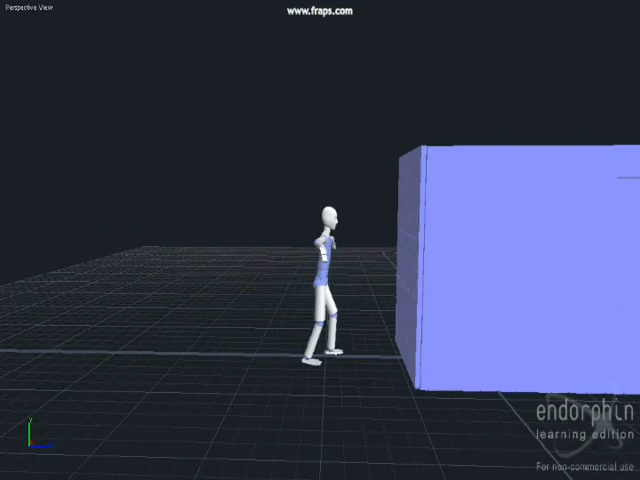 Perspective View
www.fraps.com
Y
endorphin
learning edition
For non-commercial use